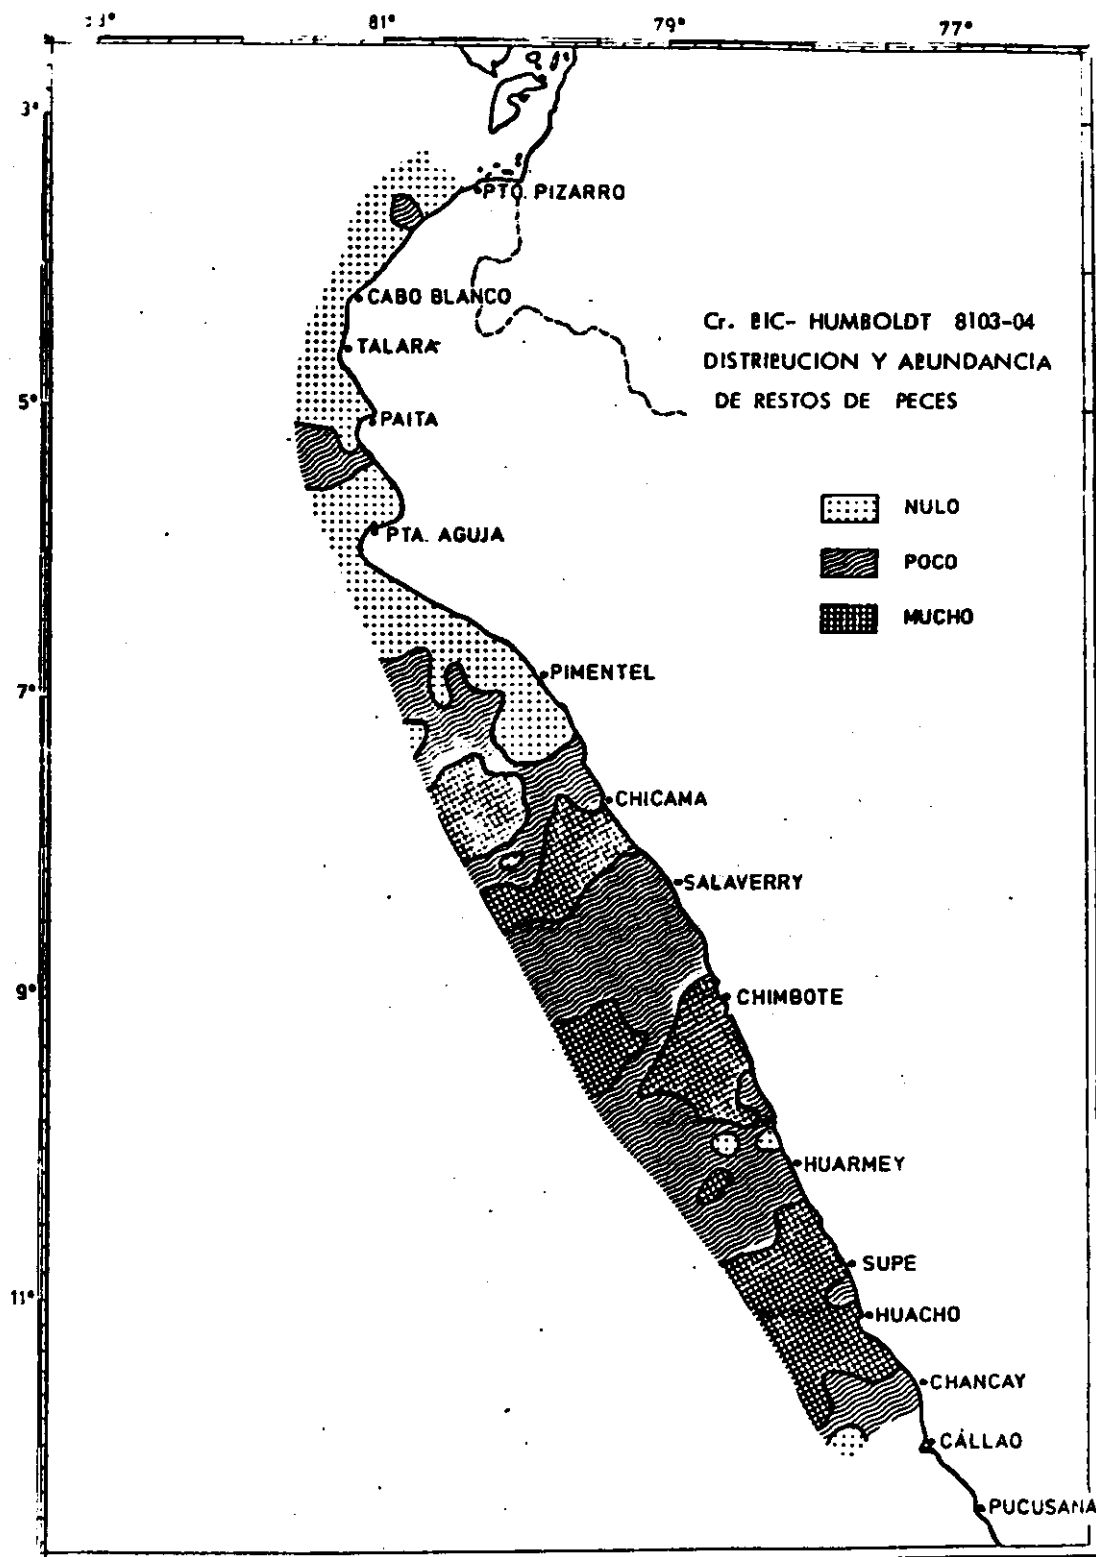 81° 79° 77°
3°
PTO. PIZARRO
CABO BLANCO
TALARA
Cr. BIC- HUMBOLDT 8103-04
DISTRIBUCION Y ABUNDANCIA
DE RESTOS DE PECES
5°
PAITA
NULO
PTA. AGUJA
POCO
MUCHO
PIMENTEL
7°
CHICAMA
SALAVERRY
9°
CHIMBOTE
HUARMEY
SUPE
11°
HUACHO
CHANCAY
CÁLLAO
PUCUSANA